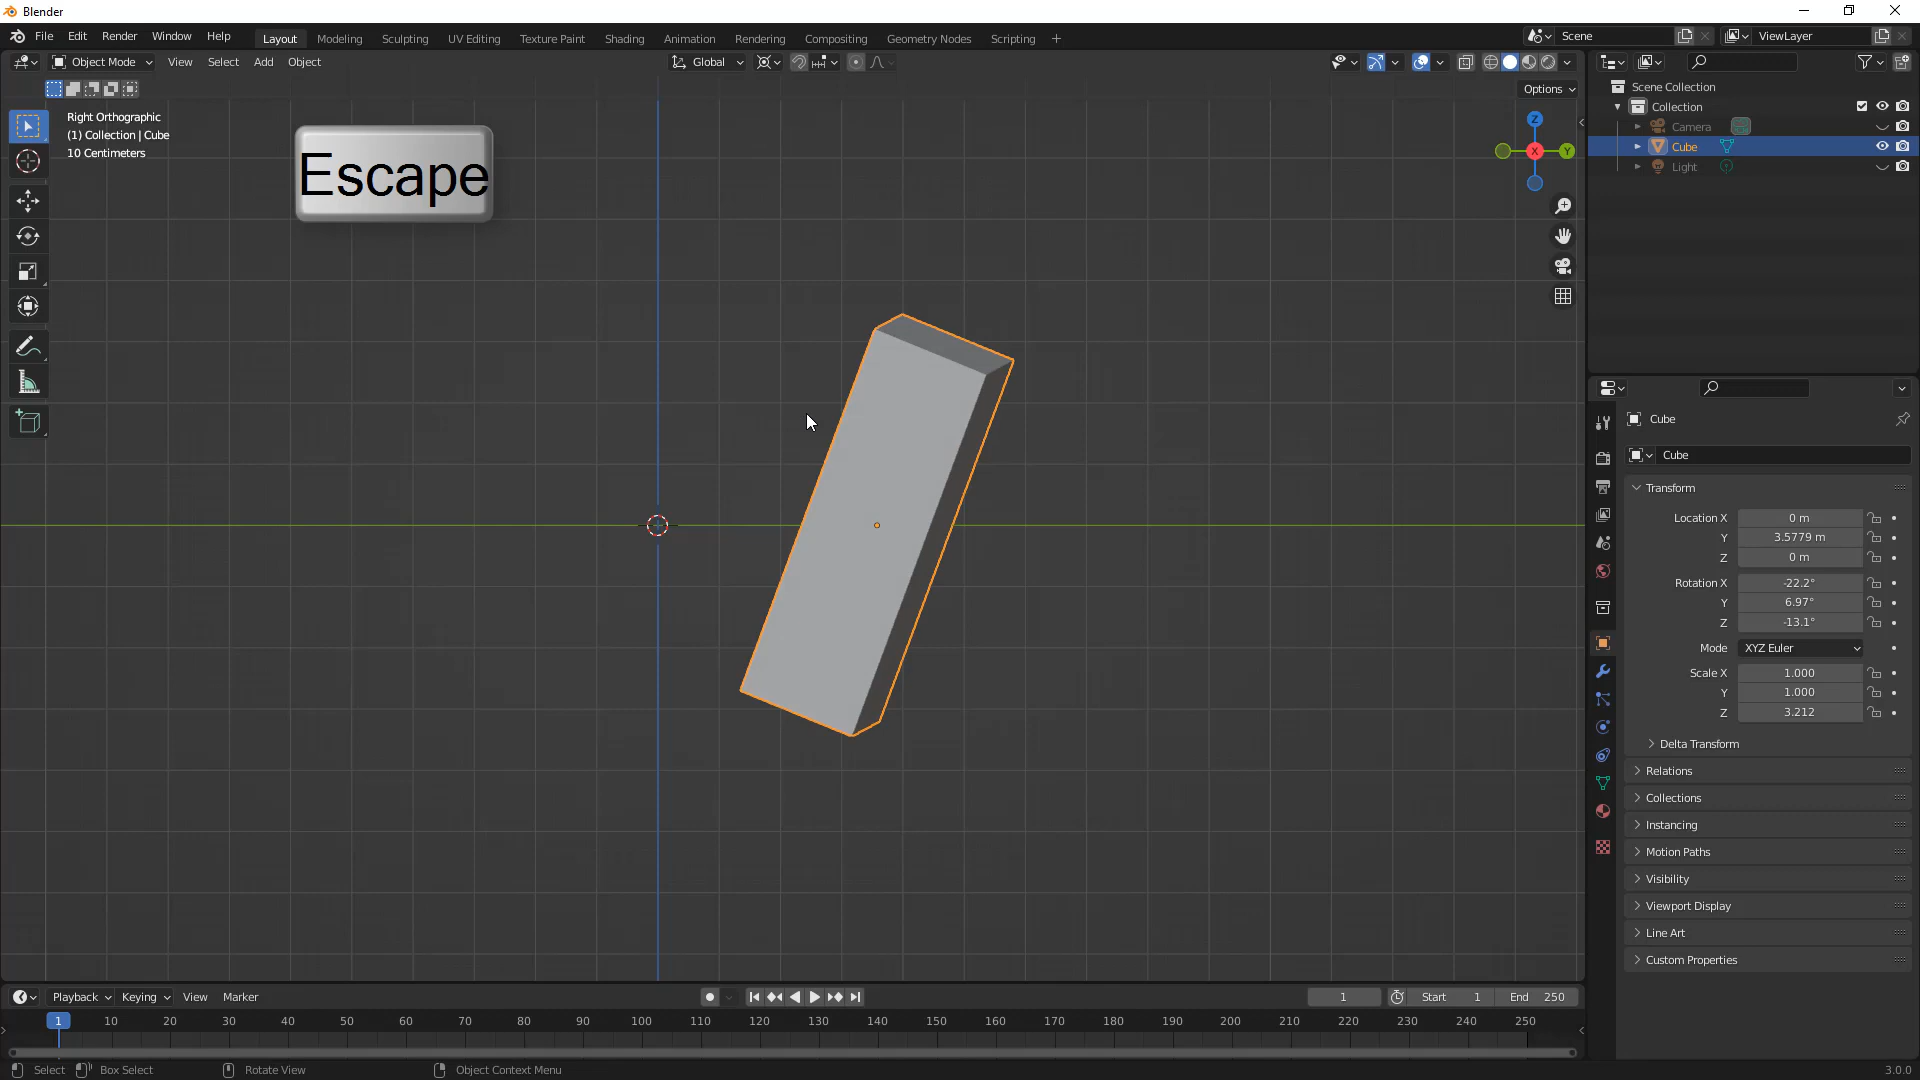 Blender
File Edit Render Window Help Layout Modeling Sculpting UV Editing Texture Paint Shading Animation Rendering Compositing Geometry Nodes Scripting + Scene ViewLayer
Object Mode View Select Add Object Global
Options
Right Orthographic
(1) Collection | Cube
10 Centimeters
Escape
Z
X
Y
Scene Collection
Collection
Camera
Cube
Light
Cube
Cube
Transform
Location X 0 m
Y 3.5779 m
Z 0 m
Rotation X -22.2°
Y 6.97°
Z -13.1°
Mode XYZ Euler
Scale X 1.000
Y 1.000
Z 3.212
Delta Transform
Relations
Collections
Instancing
Motion Paths
Visibility
Viewport Display
Line Art
Custom Properties
Playback Keying View Marker 1 Start 1 End 250
1 10 20 30 40 50 60 70 80 90 100 110 120 130 140 150 160 170 180 190 200 210 220 230 240 250
Select Box Select Rotate View Object Context Menu 3.0.0